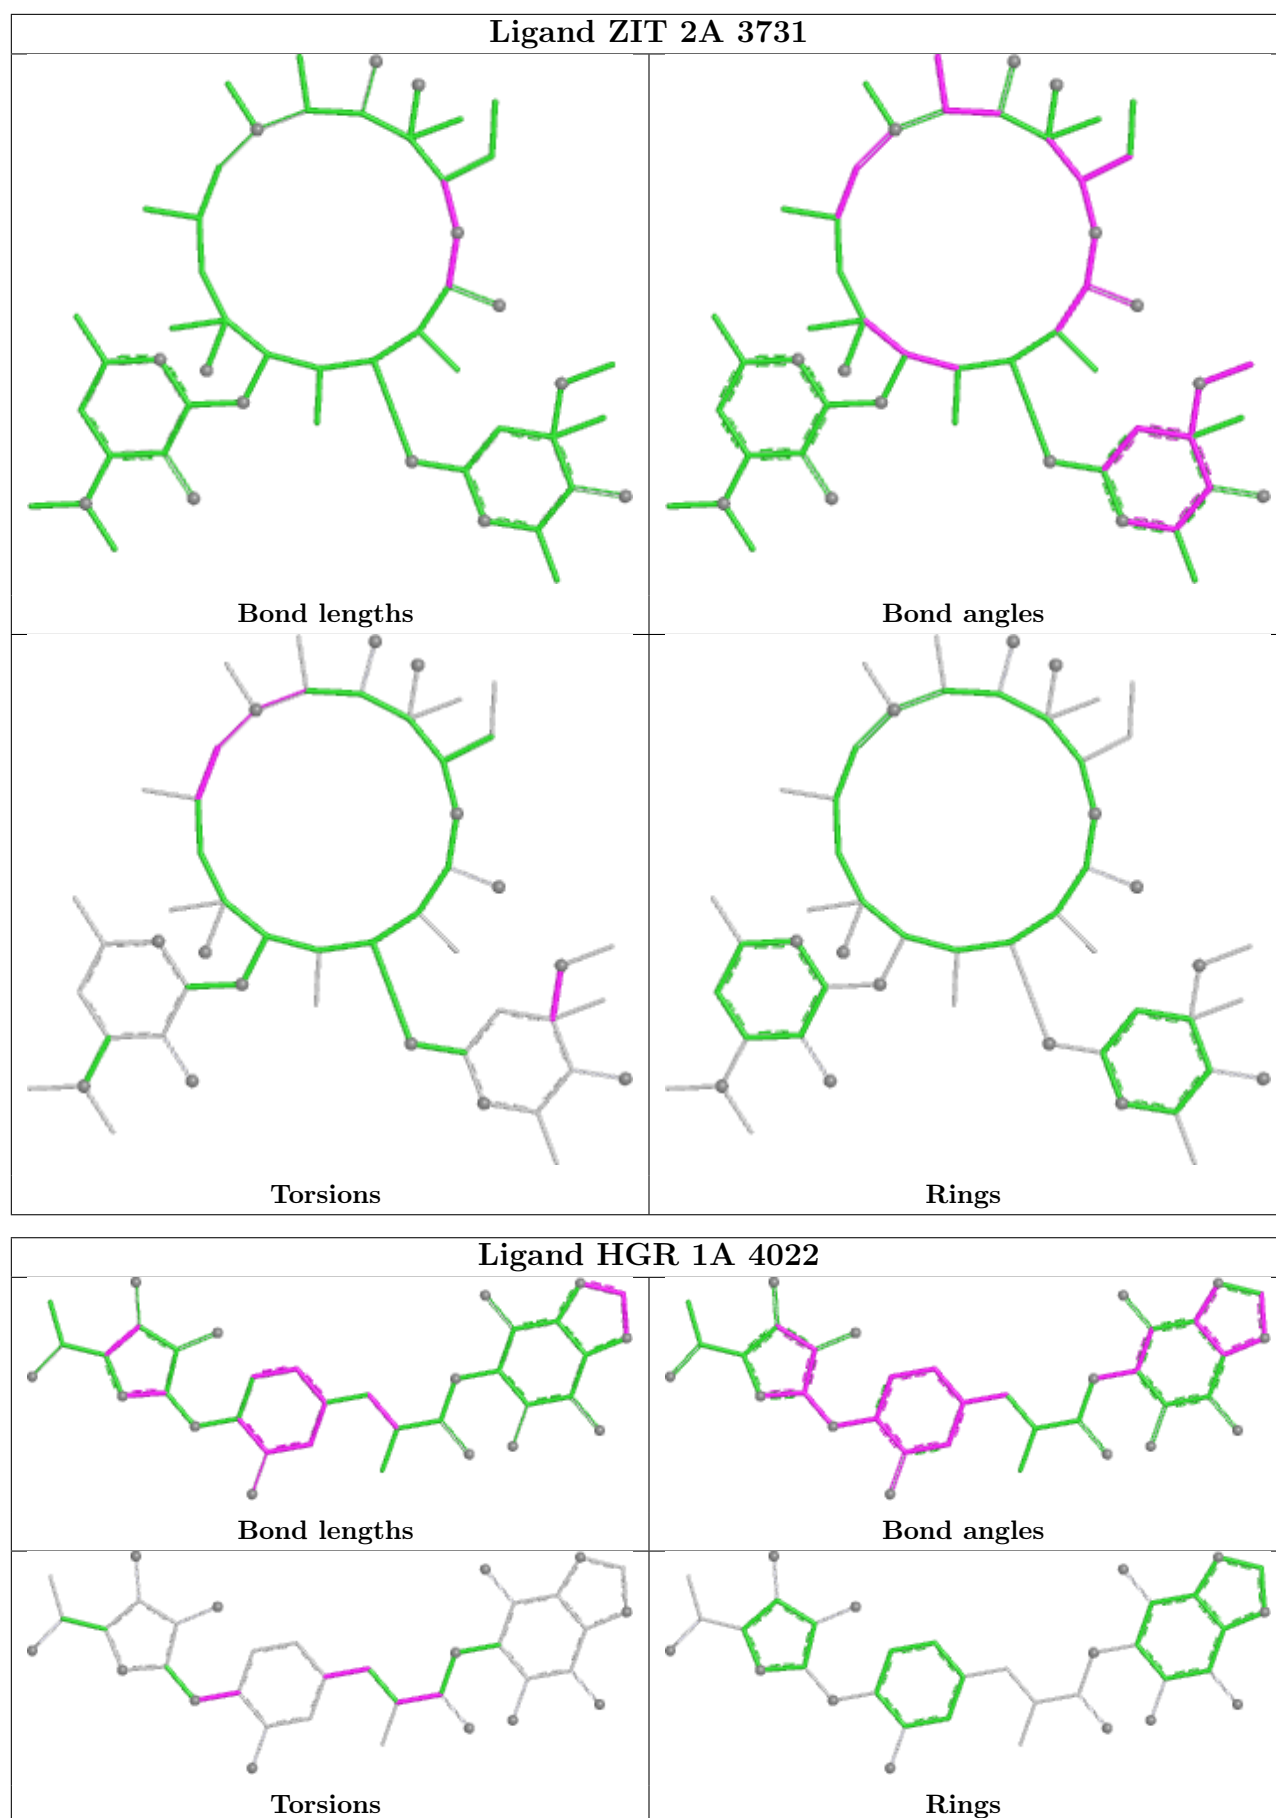 Ligand ZIT 2A 3731
Bond lengths
Bond angles
Torsions
Rings
Ligand HGR 1A 4022
Bond lengths
Bond angles
Torsions
Rings